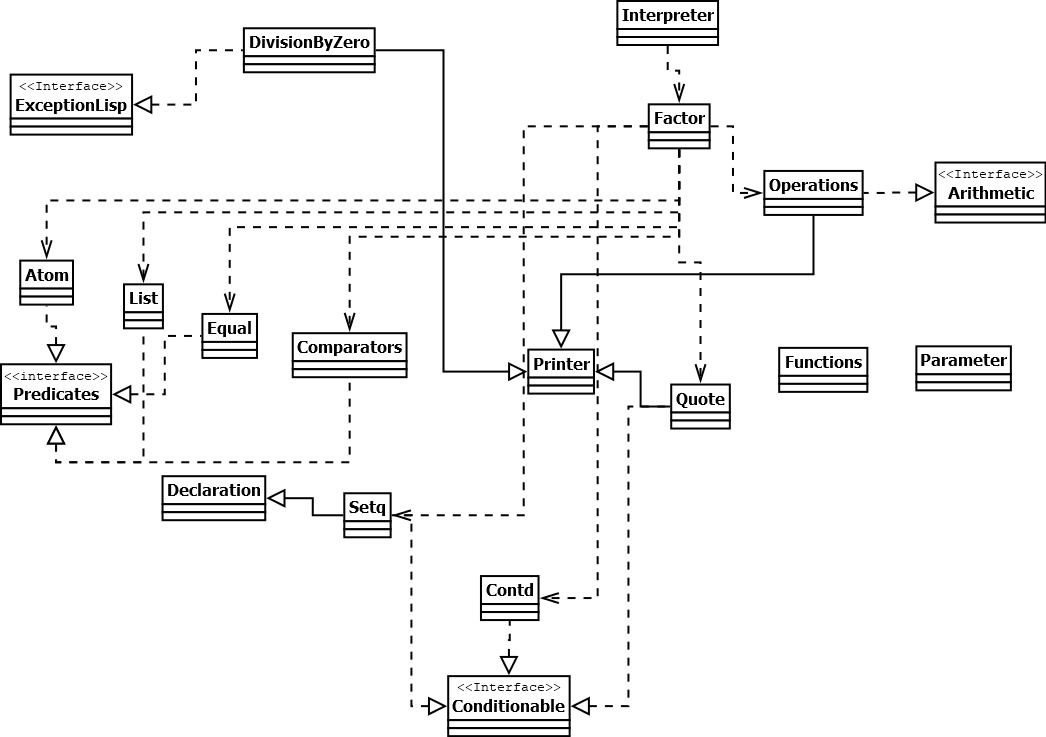 Interpreter
DivisionByZero
<<Interface>>
ExceptionLisp
Factor
Operations
<<Interface>>
Arithmetic
Atom
List
Equal
Comparators
Printer
Functions
Parameter
<<interface>>
Predicates
Quote
Declaration
Setq
Contd
<<Interface>>
Conditionable